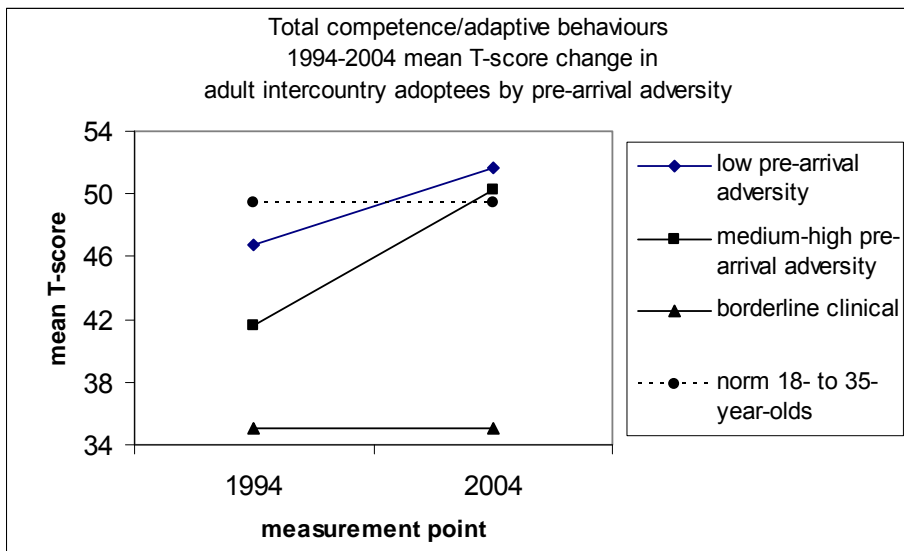 Total competence/adaptive behaviours
1994-2004 mean T-score change in
adult intercountry adoptees by pre-arrival adversity
54
50
46
42
38
34
mean T-score
1994
2004
measurement point
low pre-arrival
adversity
medium-high pre-
arrival adversity
borderline clinical
norm 18- to 35-
year-olds